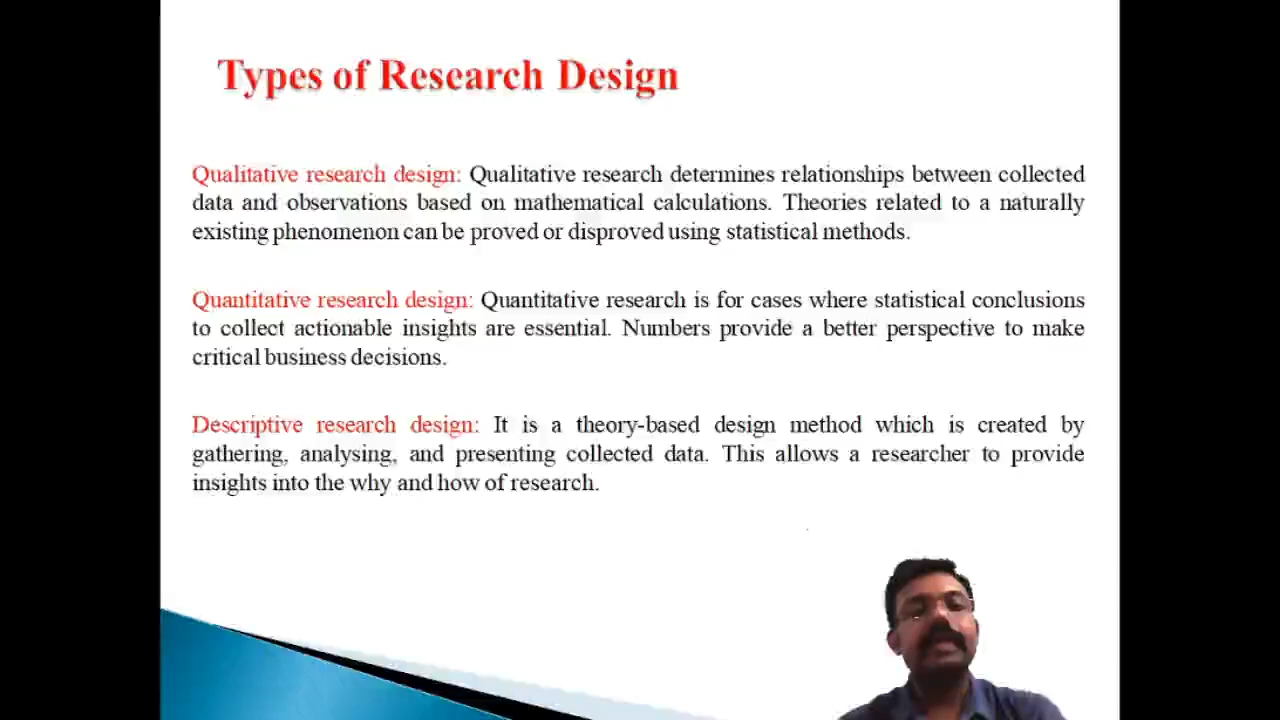 Types of Research Design
Qualitative research design: Qualitative research determines relationships between collected
data and observations based on mathematical calculations. Theories related to a naturally
existing phenomenon can be proved or disproved using statistical methods.
Quantitative research design: Quantitative research is for cases where statistical conclusions
to collect actionable insights are essential. Numbers provide a better perspective to make
critical business decisions.
Descriptive research design: It is a theory-based design method which is created by
gathering, analysing, and presenting collected data. This allows a researcher to provide
insights into the why and how of research.